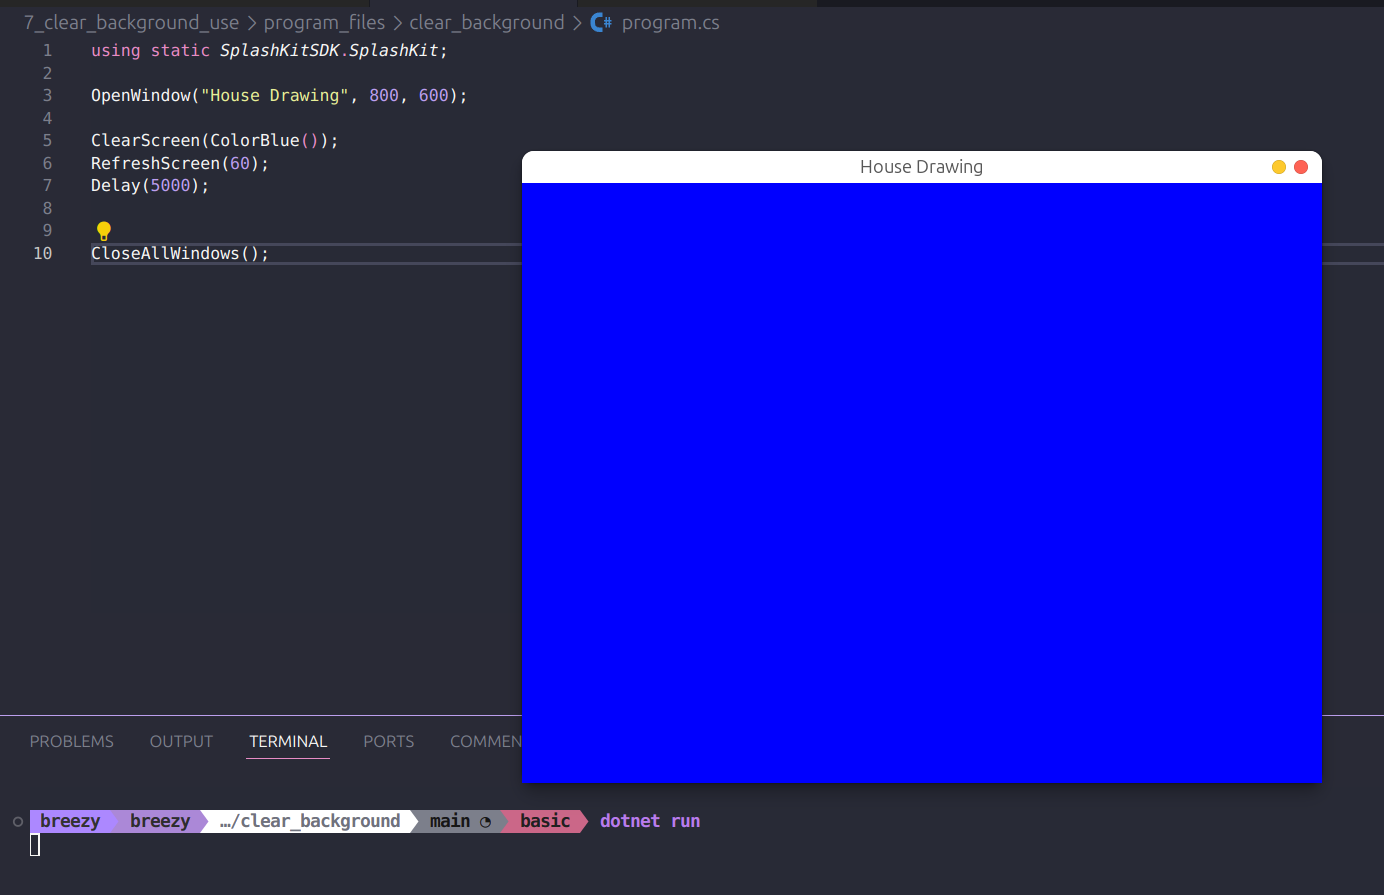 7_clear_background_use > program_files > clear_background > C# program.cs
1 using static SplashKitSDK.SplashKit;
2
3 OpenWindow("House Drawing", 800, 600);
4
5 ClearScreen(ColorBlue());
6 RefreshScreen(60);
7 Delay(5000);
8
9
10 CloseAllWindows();
House Drawing
PROBLEMS OUTPUT TERMINAL PORTS COMMEN
breezy breezy …/clear_background main basic dotnet run